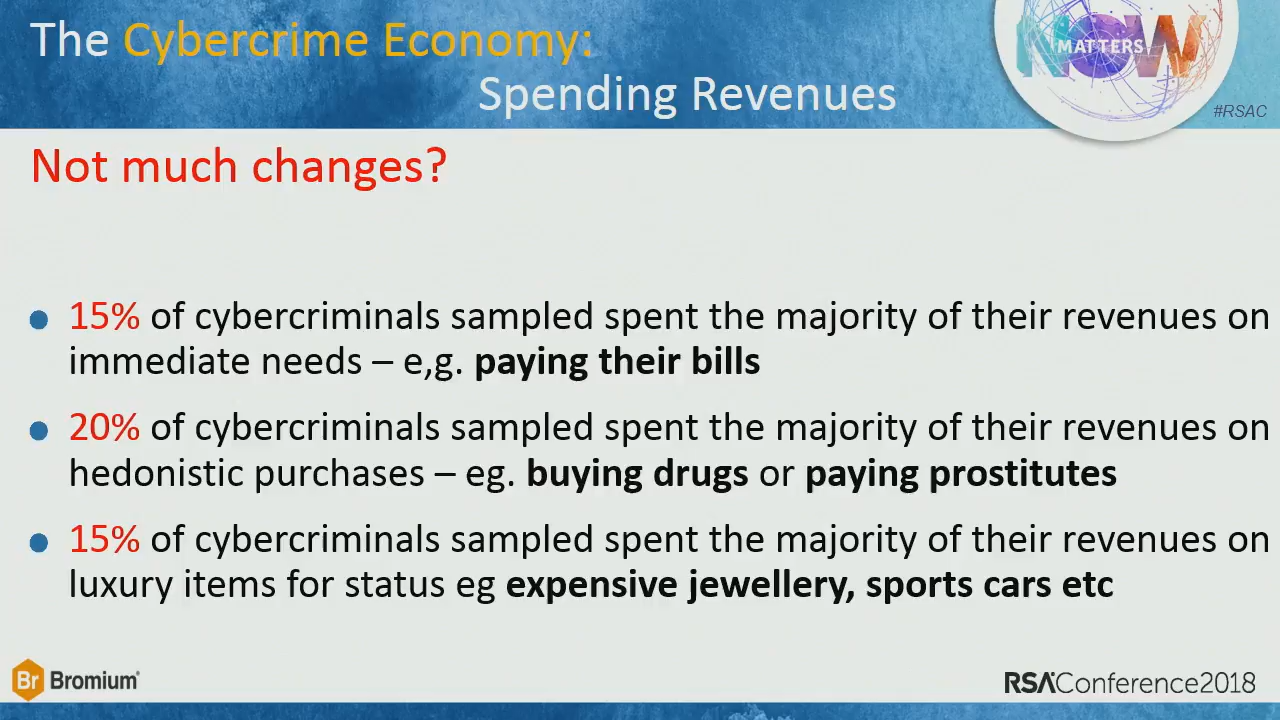 The Cybercrime Economy:
Spending Revenues
NOW
MATTERS
#RSAC
Not much changes?
15% of cybercriminals sampled spent the majority of their revenues on
immediate needs – e,g. paying their bills
20% of cybercriminals sampled spent the majority of their revenues on
hedonistic purchases – eg. buying drugs or paying prostitutes
15% of cybercriminals sampled spent the majority of their revenues on
luxury items for status eg expensive jewellery, sports cars etc
Br Bromium
RSAConference2018